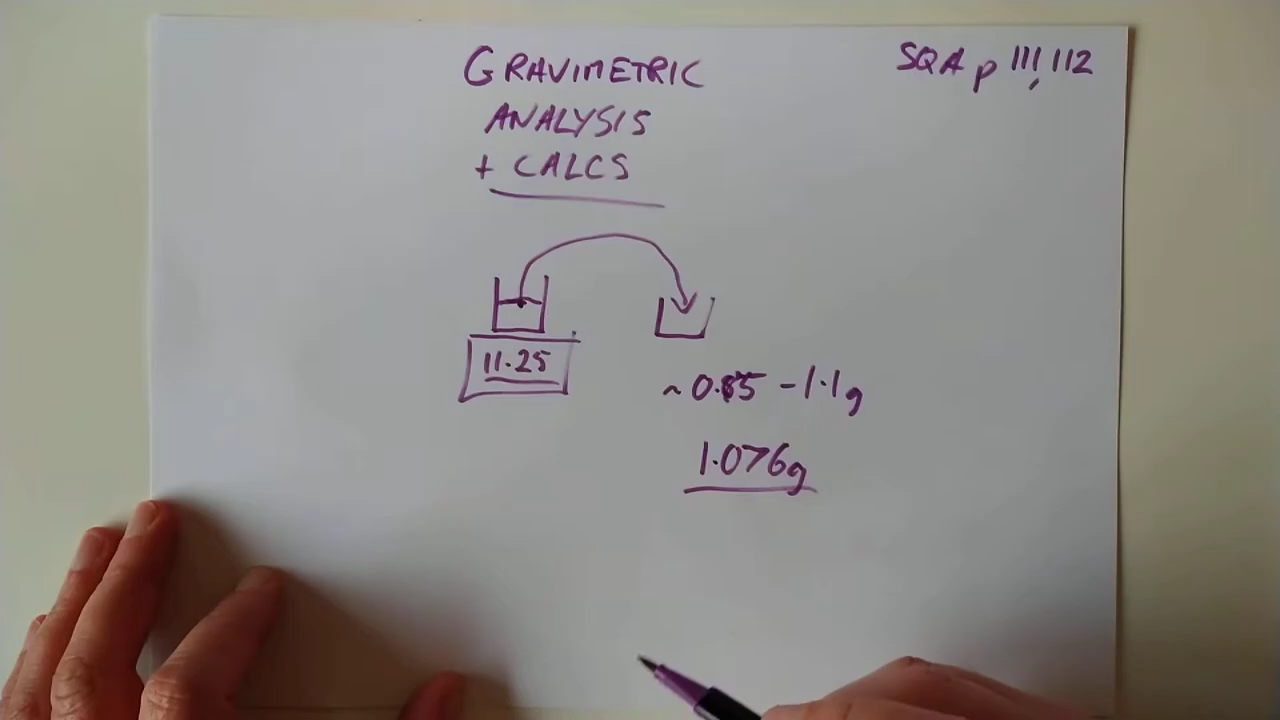 GRAVIMETRIC
ANALYSIS
+ CALCS
SQA p 111, 112
11.25
~ 0.85 - 1.1g
1.076g